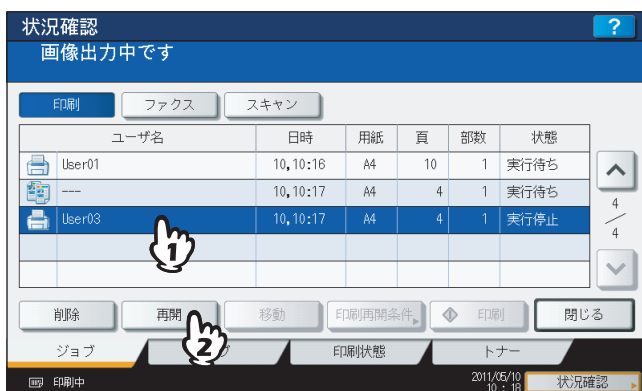 状況確認
?
画像出力中です
印刷 ファクス スキャン
ユーザ名 日時 用紙 頁 部数 状態
User01 10,10:16 A4 10 1 実行待ち
--- 10,10:17 A4 4 1 実行待ち
User03 10,10:17 A4 4 1 実行停止
1
4
4
削除 再開 移動 印刷再開条件 印刷 閉じる
2
ジョブ 印刷状態 トナー
印刷中
2011/05/10
10:18
状況確認